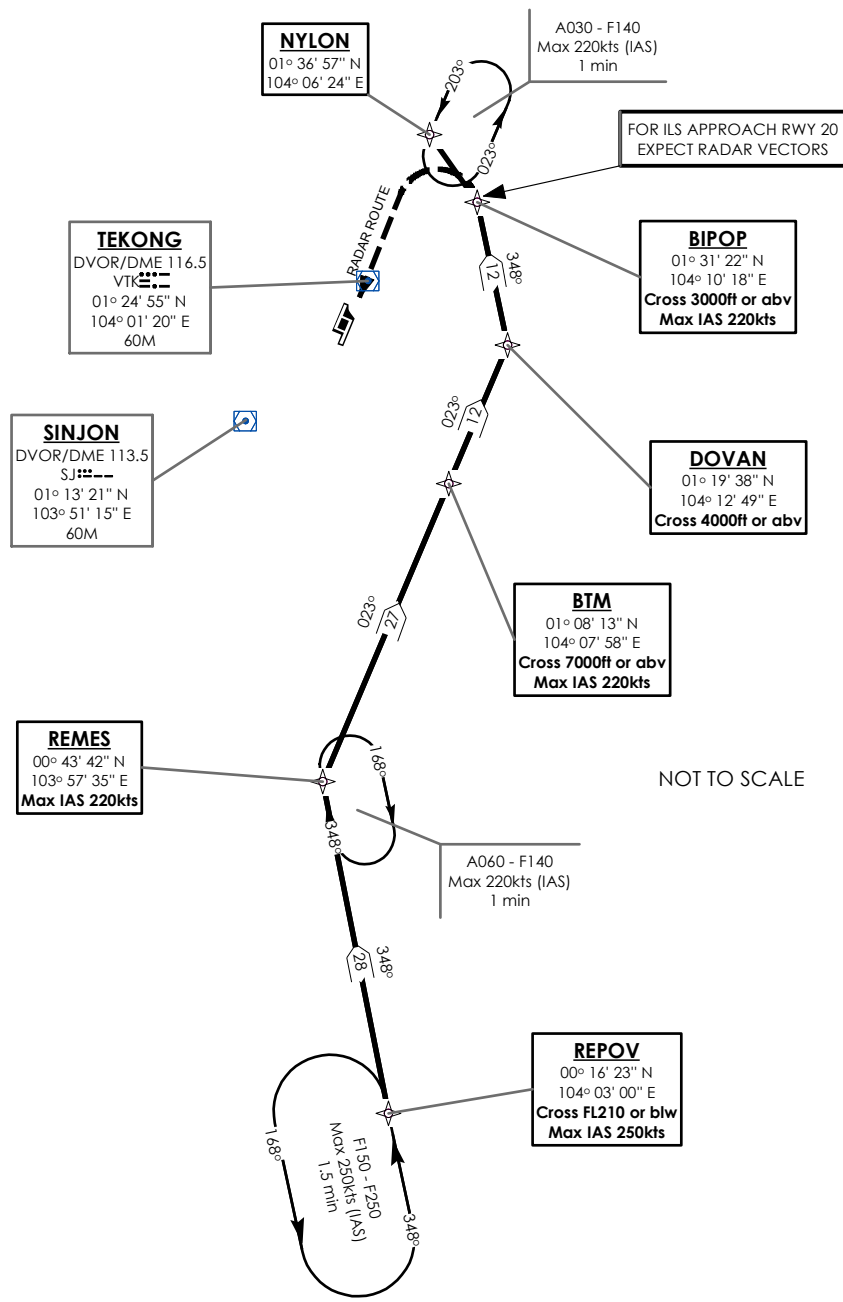 NYLON
01° 36' 57" N
104° 06' 24" E
A030 - F140
Max 220kts (IAS)
1 min
203°
023°
FOR ILS APPROACH RWY 20
EXPECT RADAR VECTORS
RADAR ROUTE
TEKONG
DVOR/DME 116.5
VTK
01° 24' 55" N
104° 01' 20" E
60M
BIPOP
01° 31' 22" N
104° 10' 18" E
Cross 3000ft or abv
Max IAS 220kts
348°
12
SINJON
DVOR/DME 113.5
SJ
01° 13' 21" N
103° 51' 15" E
60M
023°
12
DOVAN
01° 19' 38" N
104° 12' 49" E
Cross 4000ft or abv
BTM
01° 08' 13" N
104° 07' 58" E
Cross 7000ft or abv
Max IAS 220kts
023°
27
REMES
00° 43' 42" N
103° 57' 35" E
Max IAS 220kts
168°
348°
NOT TO SCALE
A060 - F140
Max 220kts (IAS)
1 min
348°
28
REPOV
00° 16' 23" N
104° 03' 00" E
Cross FL210 or blw
Max IAS 250kts
168°
F150 - F250
Max 250kts (IAS)
1.5 min
348°